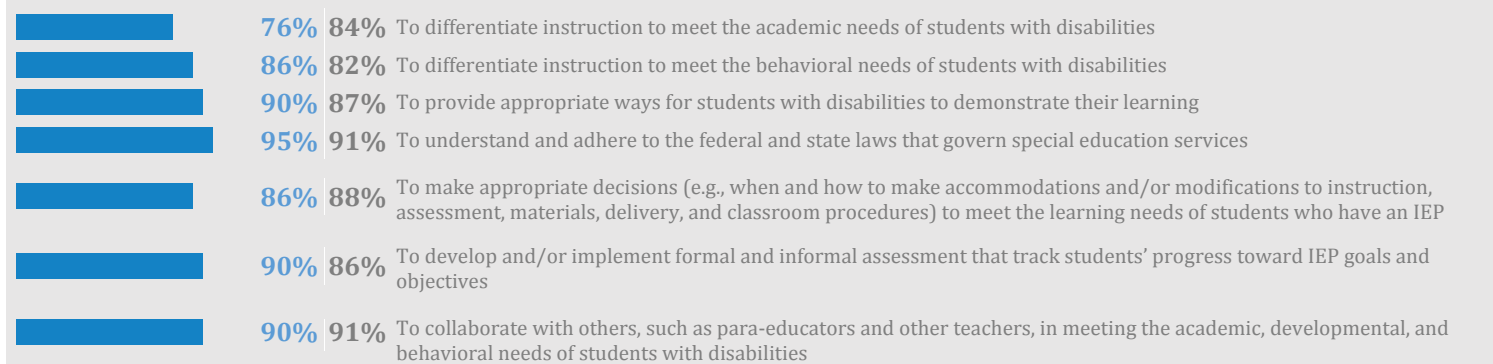 76% 84% To differentiate instruction to meet the academic needs of students with disabilities
86% 82% To differentiate instruction to meet the behavioral needs of students with disabilities
90% 87% To provide appropriate ways for students with disabilities to demonstrate their learning
95% 91% To understand and adhere to the federal and state laws that govern special education services
86% 88% To make appropriate decisions (e.g., when and how to make accommodations and/or modifications to instruction,
assessment, materials, delivery, and classroom procedures) to meet the learning needs of students who have an IEP
90% 86% To develop and/or implement formal and informal assessment that track students’ progress toward IEP goals and
objectives
90% 91% To collaborate with others, such as para-educators and other teachers, in meeting the academic, developmental, and
behavioral needs of students with disabilities